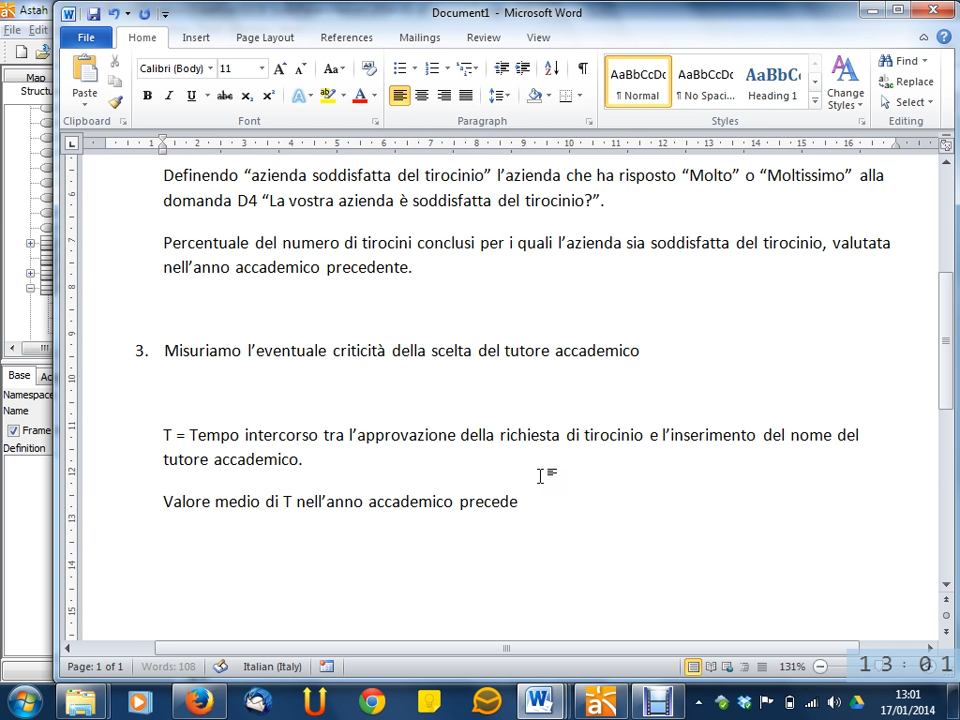 Astah
Document1 - Microsoft Word
File Edit
File Home Insert Page Layout References Mailings Review View
Calibri (Body) 11
Paste
Clipboard Font Paragraph Styles Editing
AaBbCcDc AaBbCcDc AaBbC
¶ Normal ¶ No Spaci... Heading 1
Change Styles
Find
Replace
Select
Map
Structu
Definendo “azienda soddisfatta del tirocinio” l’azienda che ha risposto “Molto” o “Moltissimo” alla
domanda D4 “La vostra azienda è soddisfatta del tirocinio?”.
Percentuale del numero di tirocini conclusi per i quali l’azienda sia soddisfatta del tirocinio, valutata
nell’anno accademico precedente.
3. Misuriamo l’eventuale criticità della scelta del tutore accademico
T = Tempo intercorso tra l’approvazione della richiesta di tirocinio e l’inserimento del nome del
tutore accademico.
Valore medio di T nell’anno accademico precede
Base
Namespace
Name
Frame
Definition
Page: 1 of 1 Words: 108 Italian (Italy) 131%
13:01
13:01
17/01/2014